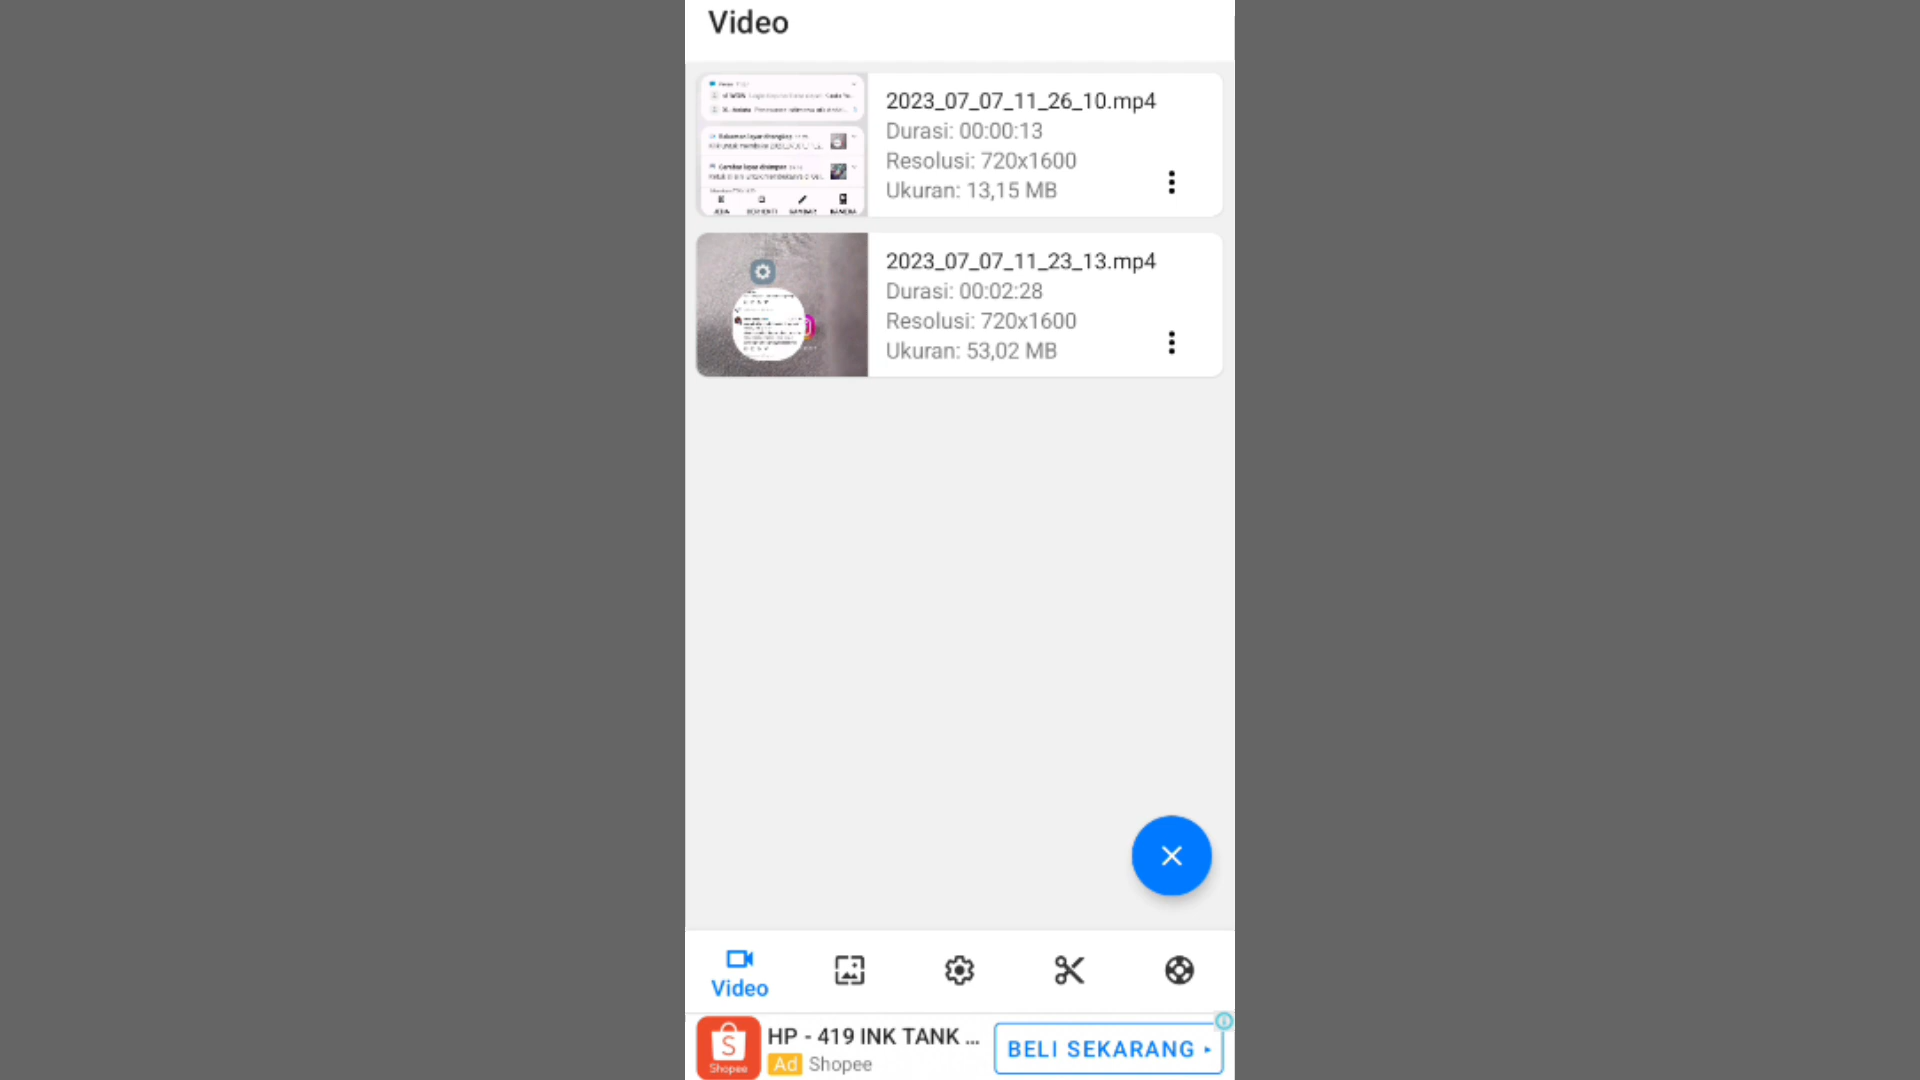 Video
2023_07_07_11_26_10.mp4
Durasi: 00:00:13
Resolusi: 720x1600
Ukuran: 13,15 MB
2023_07_07_11_23_13.mp4
Durasi: 00:02:28
Resolusi: 720x1600
Ukuran: 53,02 MB
Video
Shopee
HP - 419 INK TANK ...
Ad Shopee
BELI SEKARANG